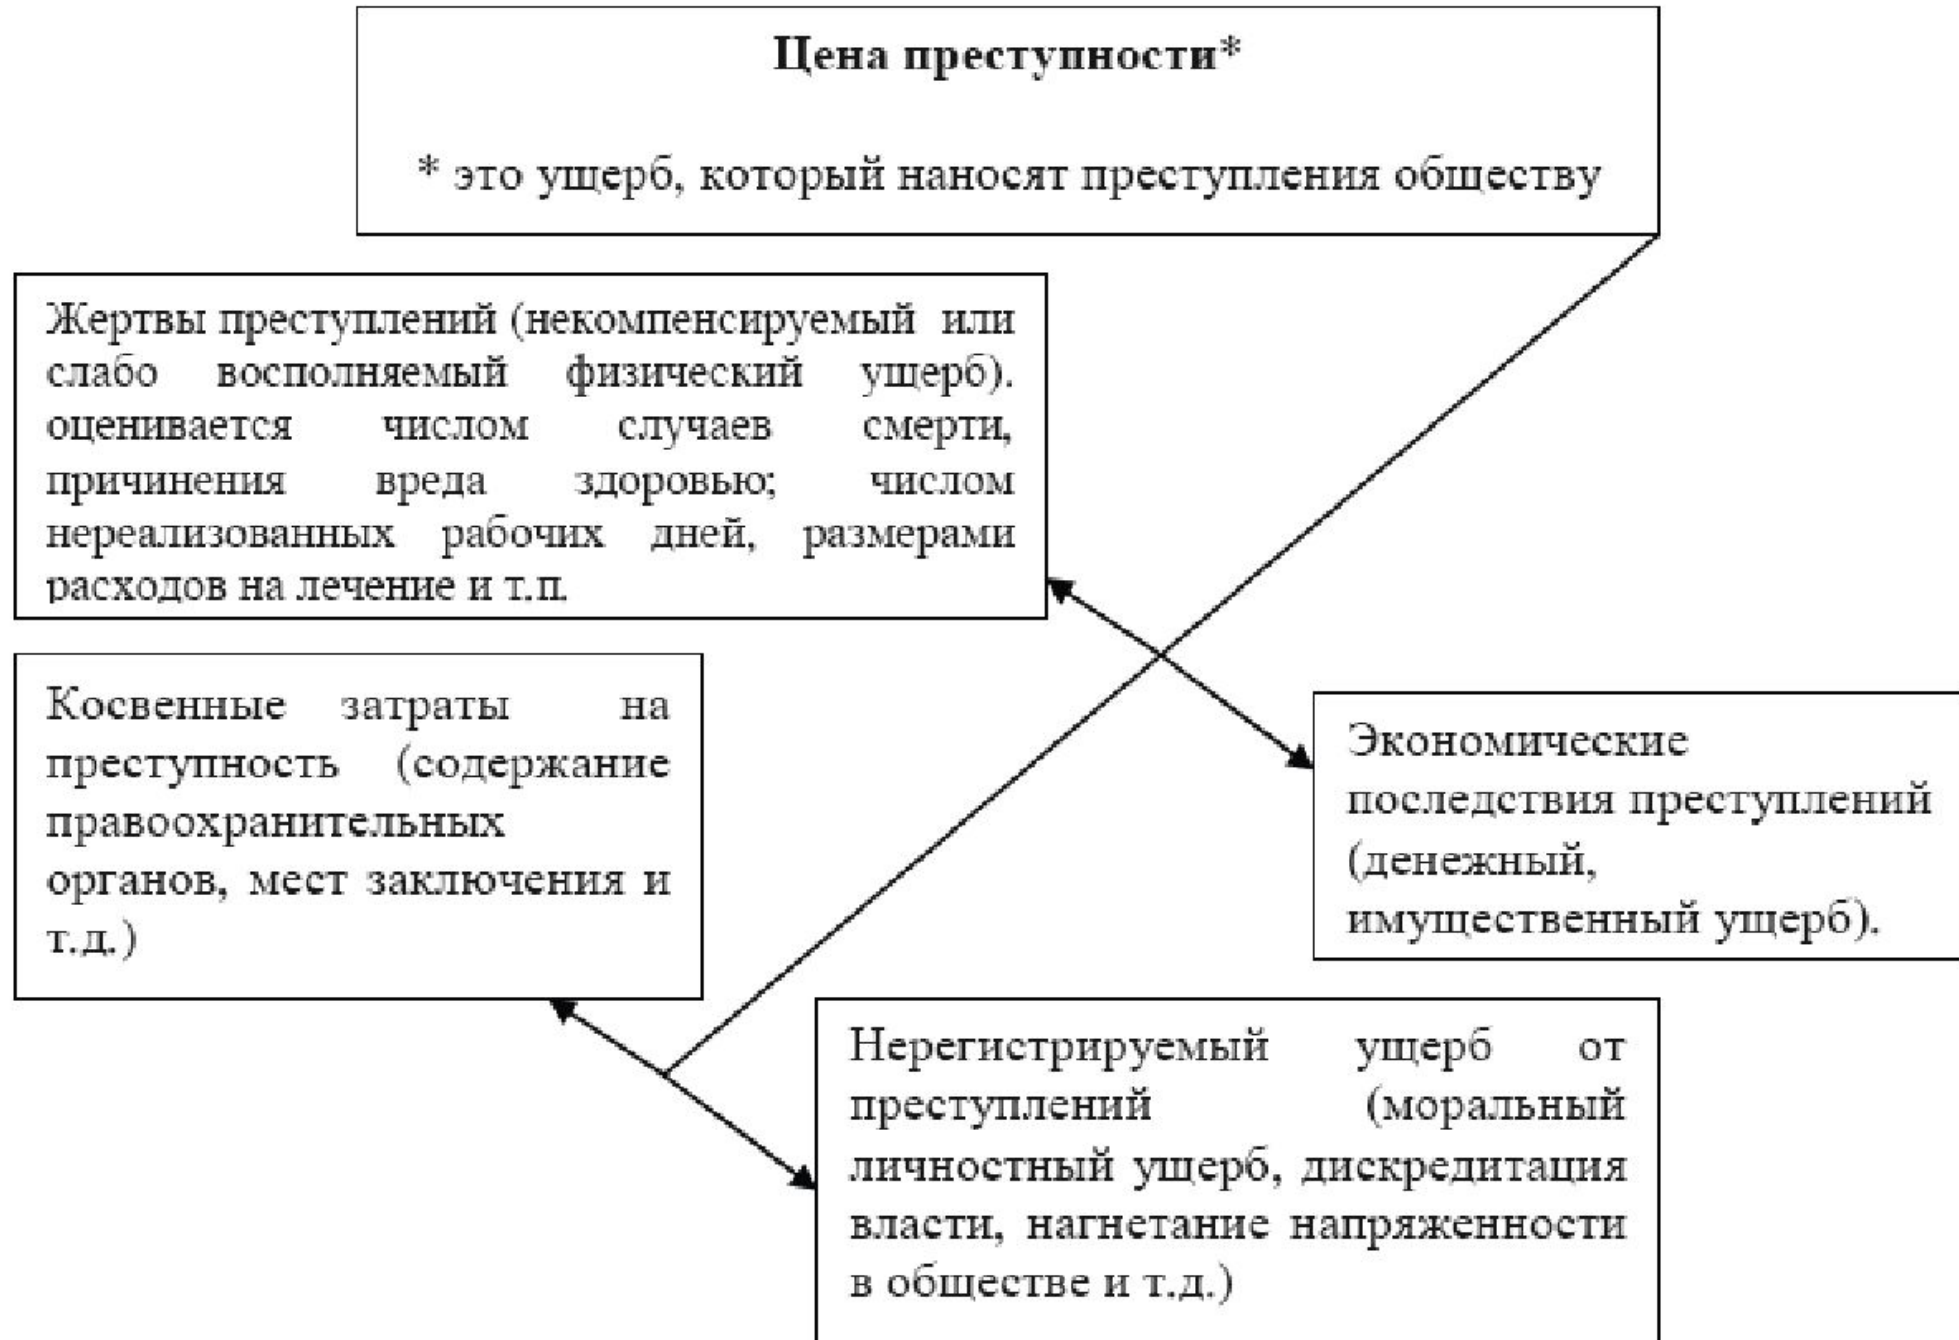 Цена преступности*
* это ущерб, который наносят преступления обществу
Жертвы преступлений (некомпенсируемый или
слабо восполняемый физический ущерб).
оценивается числом случаев смерти,
причинения вреда здоровью; числом
нереализованных рабочих дней, размерами
расходов на лечение и т.п.
Косвенные затраты на
преступность (содержание
правоохранительных
органов, мест заключения и
т.д.)
Экономические
последствия преступлений
(денежный,
имущественный ущерб).
Нерегистрируемый ущерб от
преступлений (моральный
личностный ущерб, дискредитация
власти, нагнетание напряженности
в обществе и т.д.)